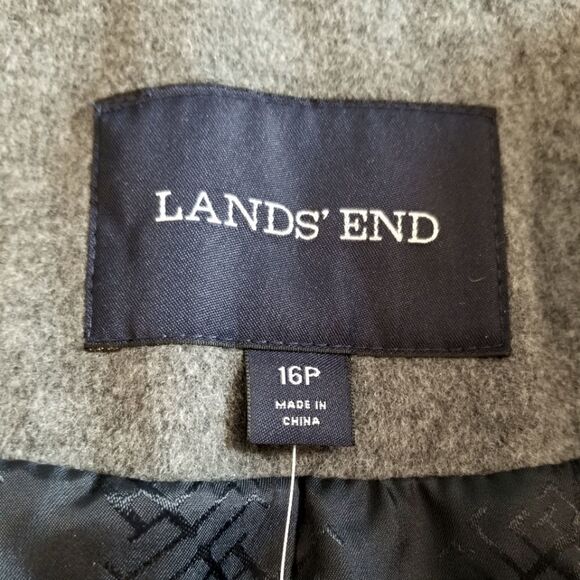 LANDS' END
16P
MADE IN
CHINA